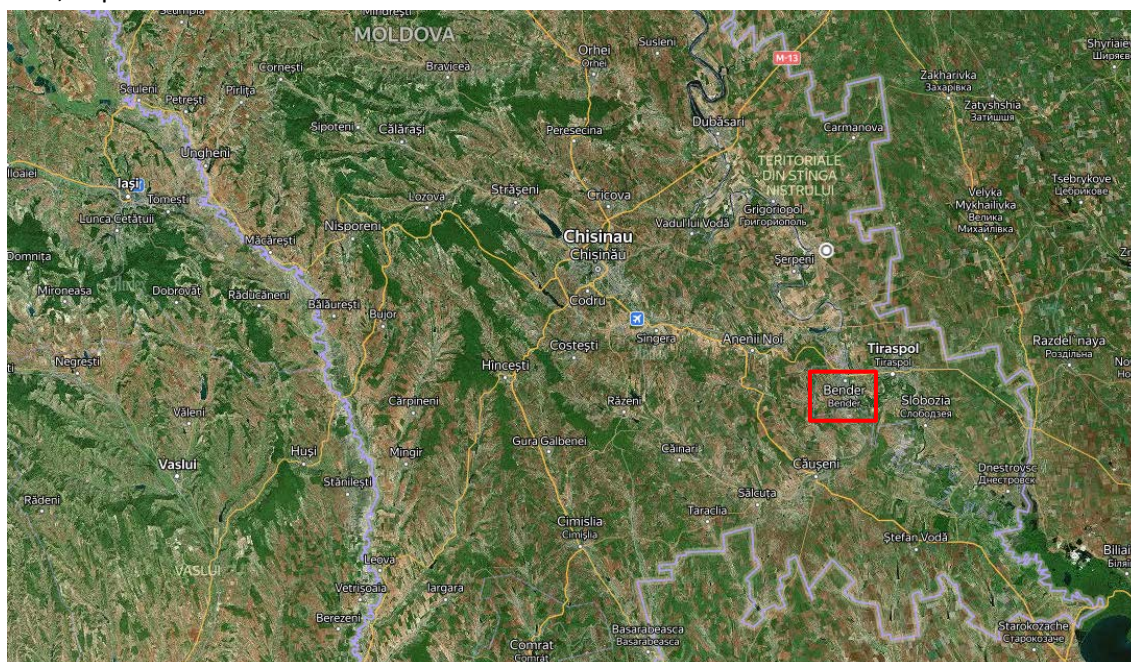 MOLDOVA
Orhei
Orhei
Susleni
Shyriaieve
Ширяєве
M-13
Bravicea
Cornești
Zakharivka
Захарівка
Sculeni
Petrești
Pîrlița
Zatyshshia
Затишшя
Sipoteni
Călărași
Peresecina
Dubăsari
Carmanova
Ungheni
TERITORIALE
DIN STÎNGA
NISTRULUI
Iași
Tomești
Strășeni
Lozova
Cricova
Tsebrykove
Цебрикове
Velyka
Mykhailivka
Велика
Михайлівка
Lunca Cetățuii
Nisporeni
Vadul lui Vodă
Grigoriopol
Григориополь
Chisinau
Chișinău
Măcărești
Domnița
Șerpeni
Mironeasa
Dobrovăț
Răducăneni
Bălăurești
Bujor
Codru
Costești
Singera
Anenii Noi
Tiraspol
Tiraspol
Razdel'naya
Роздільна
Negrești
Hîncești
Bender
Bender
Slobozia
Слободзея
Văleni
Cărpineni
Răzeni
Gura Galbenei
Căinari
Huși
Mingir
Vaslui
Stănilești
Căușeni
Dnestrovsc
Днестровск
Rădeni
Sălcuța
Taraclia
Cimislia
Cimișlia
Ștefan Vodă
Leova
VASLUI
Vetrișoaia
Iargara
Berezeni
Basarabeasca
Basarabeasca
Starokozache
Старокозаче
Comrat
Comrat